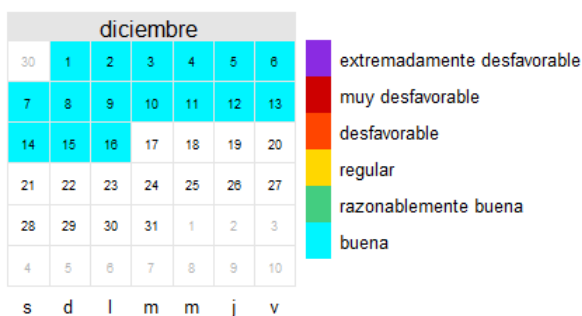 diciembre
30 1 2 3 4 5 6
7 8 9 10 11 12 13
14 15 16 17 18 19 20
21 22 23 24 25 26 27
28 29 30 31 1 2 3
4 5 6 7 8 9 10
s d l m m j v
extremadamente desfavorable
muy desfavorable
desfavorable
regular
razonablemente buena
buena